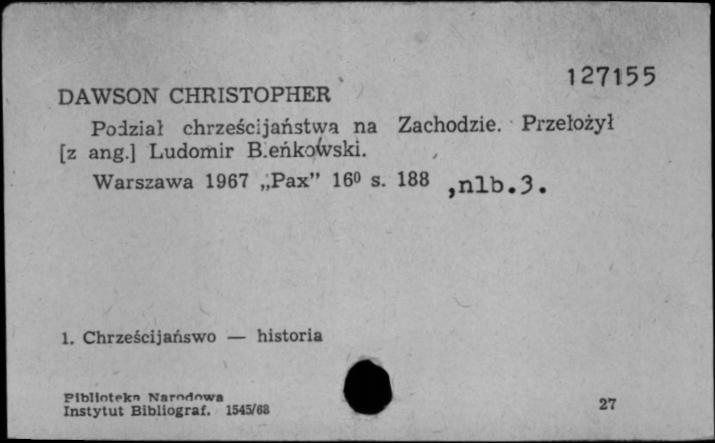 127155
DAWSON CHRISTOPHER
Podział chrześcijaństwa na Zachodzie. Przełożył
[z ang.] Ludomir Bieńkowski.
Warszawa 1967 „Pax” 16⁰ s. 188 ,nlb.3.
1. Chrześcijańswo — historia
Biblioteka Narodowa
Instytut Bibliograf. 1545/68
27